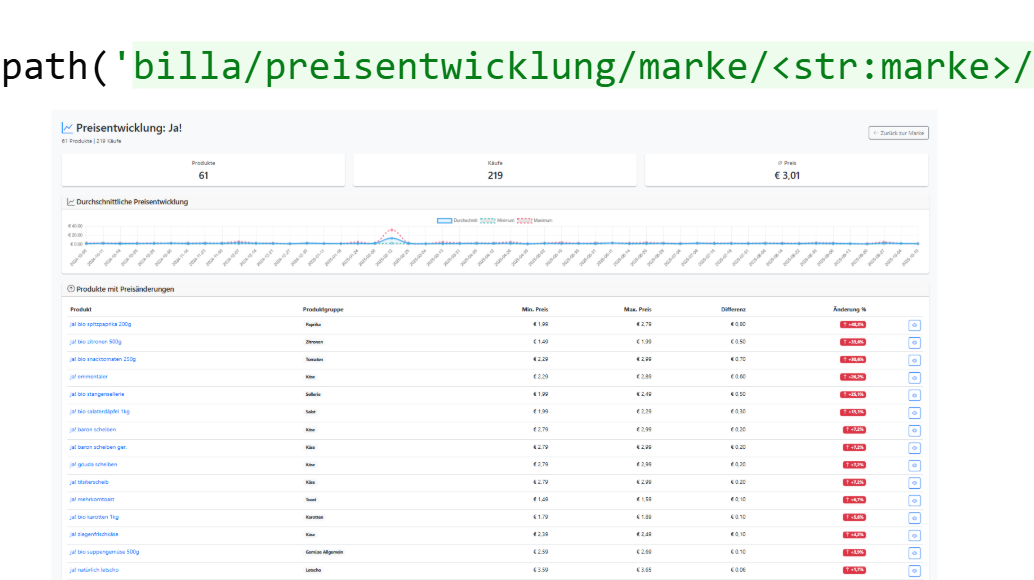 path('billa/preisentwicklung/marke/<str:marke>/
Preisentwicklung: Ja!
61 Produkte | 219 Käufe
← Zurück zur Marke
Produkte
61
Käufe
219
Ø Preis
€ 3,01
Durchschnittliche Preisentwicklung
Durchschnitt Minimum Maximum
€ 40.00
€ 20.00
€ 0.00
Produkte mit Preisänderungen
Produkt Produktgruppe Min. Preis Max. Preis Differenz Änderung %
ja! bio spitzpaprika 200g Paprika € 1,99 € 2,79 € 0,80 ↑ +40,2%
ja! bio zitronen 500g Zitronen € 1,49 € 1,99 € 0,50 ↑ +33,6%
ja! bio snacktomaten 250g Tomaten € 2,29 € 2,99 € 0,70 ↑ +30,6%
ja! emmentaler Käse € 2,29 € 2,89 € 0,60 ↑ +26,2%
ja! bio stangensellerie Sellerie € 1,99 € 2,49 € 0,50 ↑ +25,1%
ja! bio salaterdäpfel 1kg Salat € 1,99 € 2,29 € 0,30 ↑ +15,1%
ja! baron scheiben Käse € 2,79 € 2,99 € 0,20 ↑ +7,2%
ja! baron scheiben ger. Käse € 2,79 € 2,99 € 0,20 ↑ +7,2%
ja! gouda scheiben Käse € 2,79 € 2,99 € 0,20 ↑ +7,2%
ja! tilsiterscheib Käse € 2,79 € 2,99 € 0,20 ↑ +7,2%
ja! mehrkorntoast Toast € 1,49 € 1,59 € 0,10 ↑ +6,7%
ja! bio karotten 1kg Karotten € 1,79 € 1,89 € 0,10 ↑ +5,6%
ja! ziegenfrischkäse Käse € 2,39 € 2,49 € 0,10 ↑ +4,2%
ja! bio suppengemüse 500g Gemüse Allgemein € 2,59 € 2,69 € 0,10 ↑ +3,9%
ja! natürlich letscho Letscho € 3,59 € 3,65 € 0,06 ↑ +1,7%